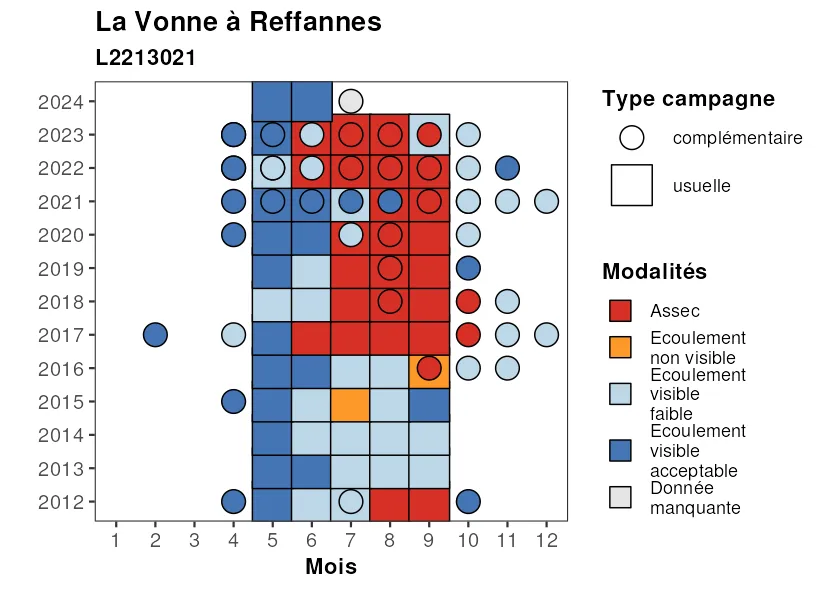 La Vonne à Reffannes
L2213021
2024
2023
2022
2021
2020
2019
2018
2017
2016
2015
2014
2013
2012
1 2 3 4 5 6 7 8 9 10 11 12
Mois
Type campagne
complémentaire
usuelle
Modalités
Assec
Ecoulement
non visible
Ecoulement
visible
faible
Ecoulement
visible
acceptable
Donnée
manquante